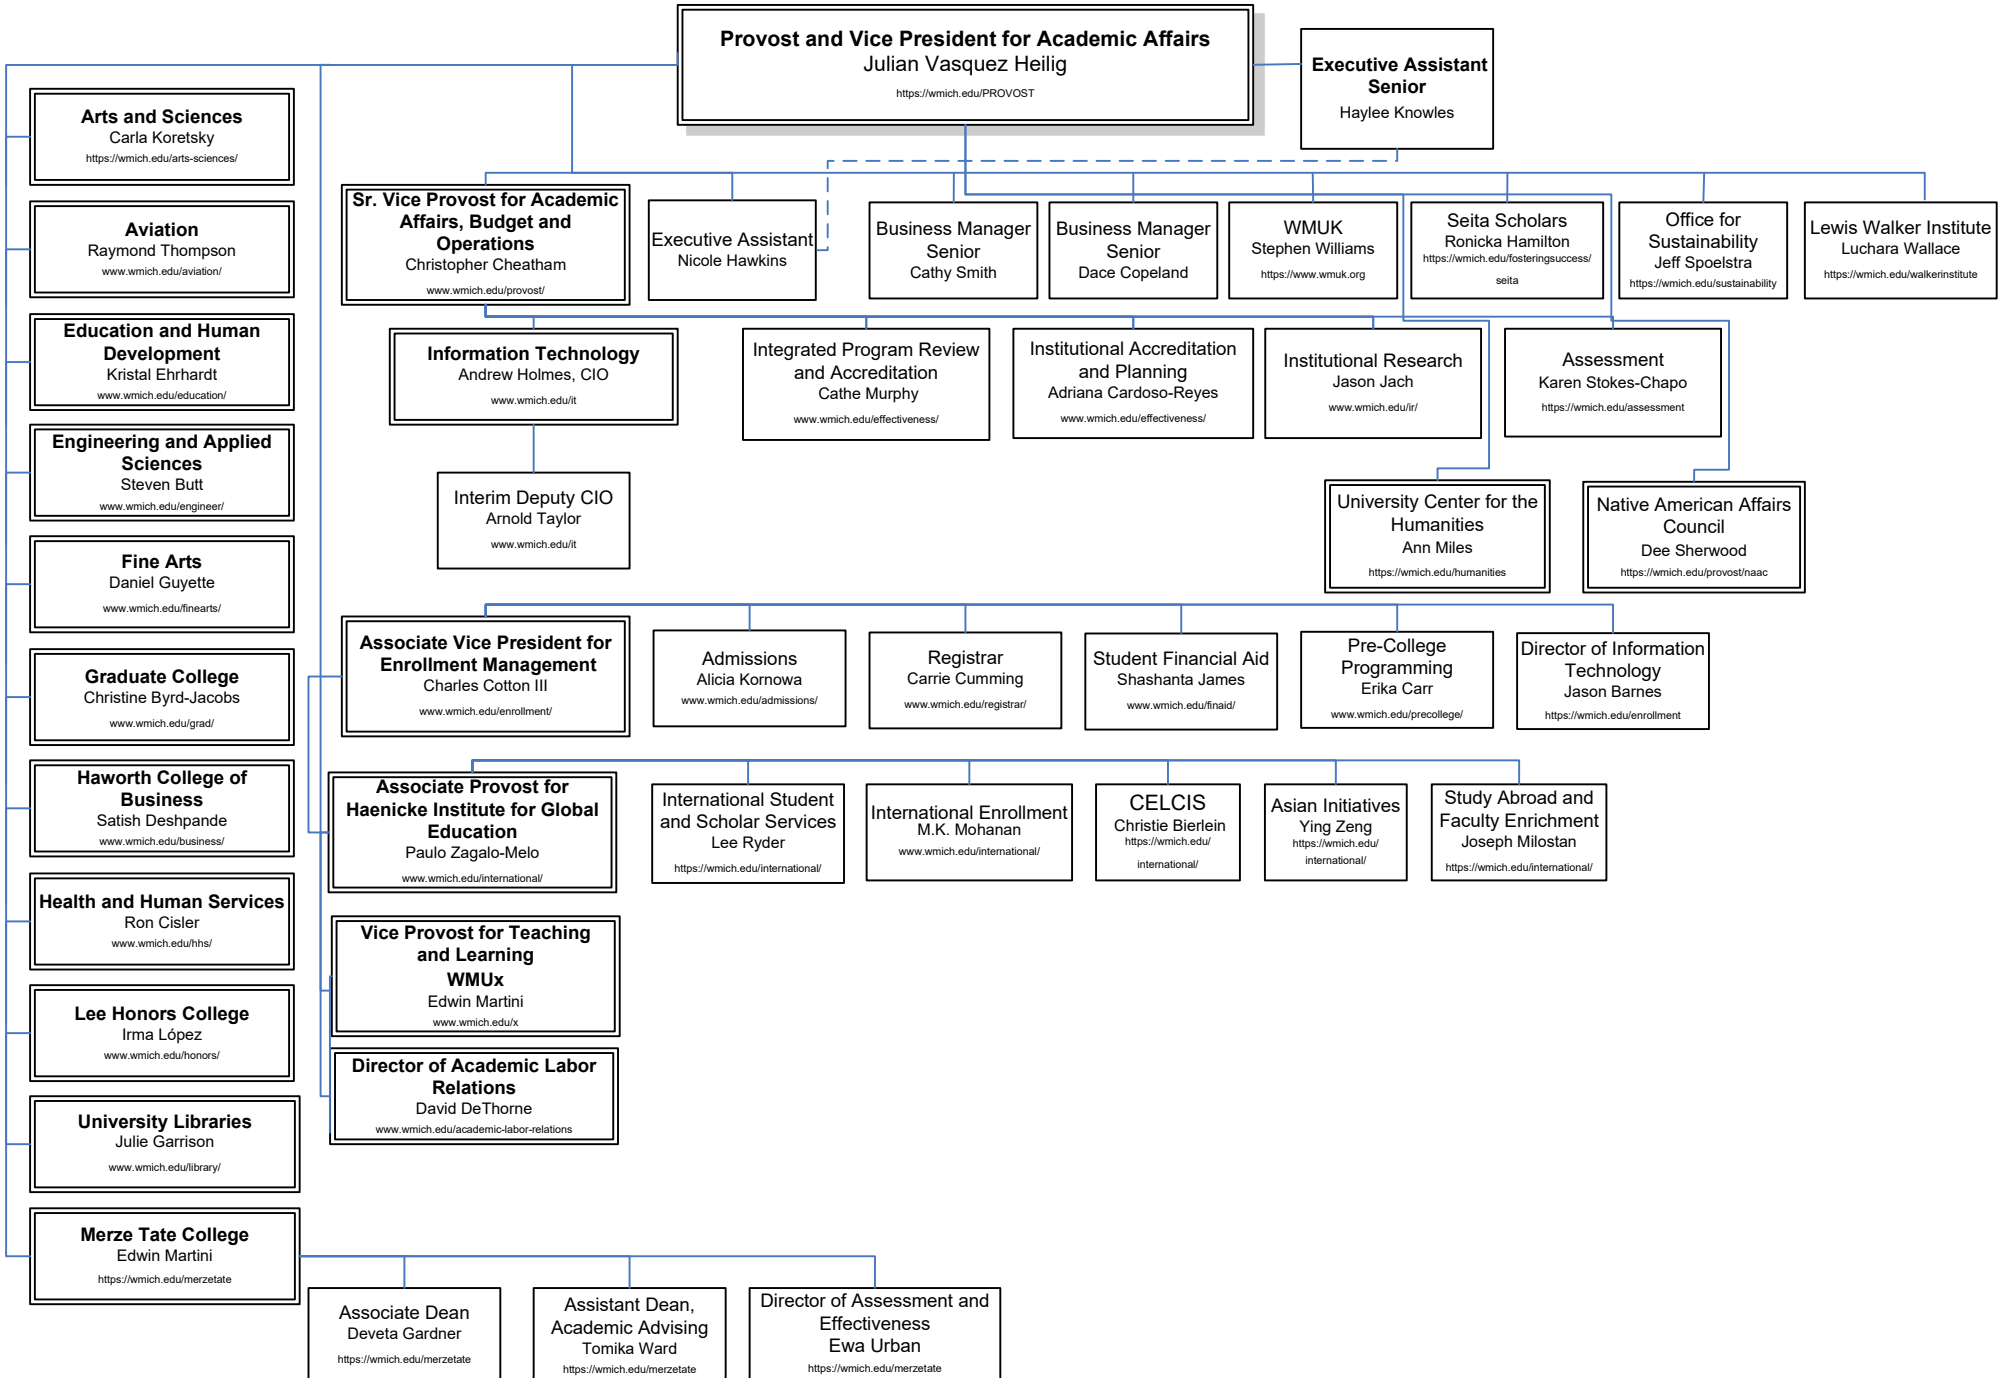 Provost and Vice President for Academic Affairs
Julian Vasquez Heilig
https://wmich.edu/PROVOST
Executive Assistant
Senior
Haylee Knowles
Arts and Sciences
Carla Koretsky
https://wmich.edu/arts-sciences/
Aviation
Raymond Thompson
www.wmich.edu/aviation/
Education and Human
Development
Kristal Ehrhardt
www.wmich.edu/education/
Engineering and Applied
Sciences
Steven Butt
www.wmich.edu/engineer/
Fine Arts
Daniel Guyette
www.wmich.edu/finearts/
Graduate College
Christine Byrd-Jacobs
www.wmich.edu/grad/
Haworth College of
Business
Satish Deshpande
www.wmich.edu/business/
Health and Human Services
Ron Cisler
www.wmich.edu/hhs/
Lee Honors College
Irma López
www.wmich.edu/honors/
University Libraries
Julie Garrison
www.wmich.edu/library/
Merze Tate College
Edwin Martini
https://wmich.edu/merzetate
Sr. Vice Provost for Academic
Affairs, Budget and
Operations
Christopher Cheatham
www.wmich.edu/provost/
Executive Assistant
Nicole Hawkins
Business Manager
Senior
Cathy Smith
Business Manager
Senior
Dace Copeland
WMUK
Stephen Williams
https://www.wmuk.org
Seita Scholars
Ronicka Hamilton
https://wmich.edu/fosteringsuccess/
seita
Office for
Sustainability
Jeff Spoelstra
https://wmich.edu/sustainability
Lewis Walker Institute
Luchara Wallace
https://wmich.edu/walkerinstitute
Information Technology
Andrew Holmes, CIO
www.wmich.edu/it
Integrated Program Review
and Accreditation
Cathe Murphy
www.wmich.edu/effectiveness/
Institutional Accreditation
and Planning
Adriana Cardoso-Reyes
www.wmich.edu/effectiveness/
Institutional Research
Jason Jach
www.wmich.edu/ir/
Assessment
Karen Stokes-Chapo
https://wmich.edu/assessment
Interim Deputy CIO
Arnold Taylor
www.wmich.edu/it
University Center for the
Humanities
Ann Miles
https://wmich.edu/humanities
Native American Affairs
Council
Dee Sherwood
https://wmich.edu/provost/naac
Associate Vice President for
Enrollment Management
Charles Cotton III
www.wmich.edu/enrollment/
Admissions
Alicia Kornowa
www.wmich.edu/admissions/
Registrar
Carrie Cumming
www.wmich.edu/registrar/
Student Financial Aid
Shashanta James
www.wmich.edu/finaid/
Pre-College
Programming
Erika Carr
www.wmich.edu/precollege/
Director of Information
Technology
Jason Barnes
https://wmich.edu/enrollment
Associate Provost for
Haenicke Institute for Global
Education
Paulo Zagalo-Melo
www.wmich.edu/international/
International Student
and Scholar Services
Lee Ryder
https://wmich.edu/international/
International Enrollment
M.K. Mohanan
www.wmich.edu/international/
CELCIS
Christie Bierlein
https://wmich.edu/
international/
Asian Initiatives
Ying Zeng
https://wmich.edu/
international/
Study Abroad and
Faculty Enrichment
Joseph Milostan
https://wmich.edu/international/
Vice Provost for Teaching
and Learning
WMUx
Edwin Martini
www.wmich.edu/x
Director of Academic Labor
Relations
David DeThorne
www.wmich.edu/academic-labor-relations
Associate Dean
Deveta Gardner
https://wmich.edu/merzetate
Assistant Dean,
Academic Advising
Tomika Ward
https://wmich.edu/merzetate
Director of Assessment and
Effectiveness
Ewa Urban
https://wmich.edu/merzetate